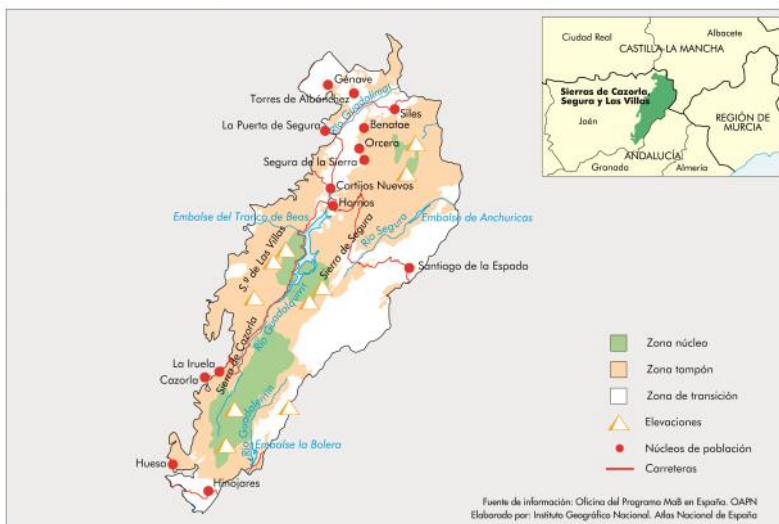 Génave
Torres de Albánchez
Río Guadalimar
Siles
La Puerta de Segura
Benatae
Orcera
Segura de la Sierra
Cortijos Nuevos
Hornos
Embalse del Tranco de Beas
Embalse de Anchuricas
Río Segura
Sierra de Segura
S.ª de Las Villas
Santiago de la Espada
Río Guadalquivir
Sierra de Cazorla
La Iruela
Cazorla
Río Guadalentín
Embalse la Bolera
Huesa
Hinojares
Ciudad Real
Albacete
CASTILLA-LA MANCHA
Sierras de Cazorla,
Segura y Las Villas
Jaén
REGIÓN DE
MURCIA
ANDALUCÍA
Granada
Almería
Zona núcleo
Zona tampón
Zona de transición
Elevaciones
Núcleos de población
Carreteras
Fuente de información: Oficina del Programa MaB en España. OAPN
Elaborado por: Instituto Geográfico Nacional. Atlas Nacional de España